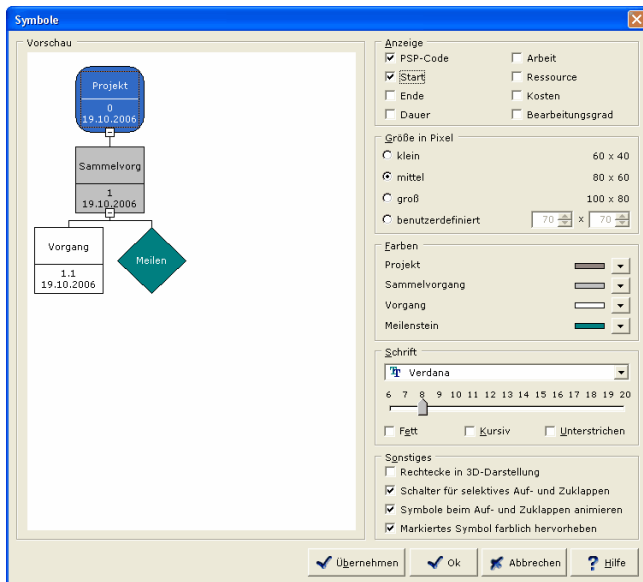 Symbole
Vorschau
Projekt
0
19.10.2006
Sammelvorg
1
19.10.2006
Vorgang
1.1
19.10.2006
Meilen
Anzeige
PSP-Code
Arbeit
Start
Ressource
Ende
Kosten
Dauer
Bearbeitungsgrad
Größe in Pixel
klein 60 x 40
mittel 80 x 60
groß 100 x 80
benutzerdefiniert 70 x 70
Farben
Projekt
Sammelvorgang
Vorgang
Meilenstein
Schrift
Verdana
6 7 8 9 10 11 12 13 14 15 16 17 18 19 20
Fett Kursiv Unterstrichen
Sonstiges
Rechtecke in 3D-Darstellung
Schalter für selektives Auf- und Zuklappen
Symbole beim Auf- und Zuklappen animieren
Markiertes Symbol farblich hervorheben
Übernehmen Ok Abbrechen ? Hilfe